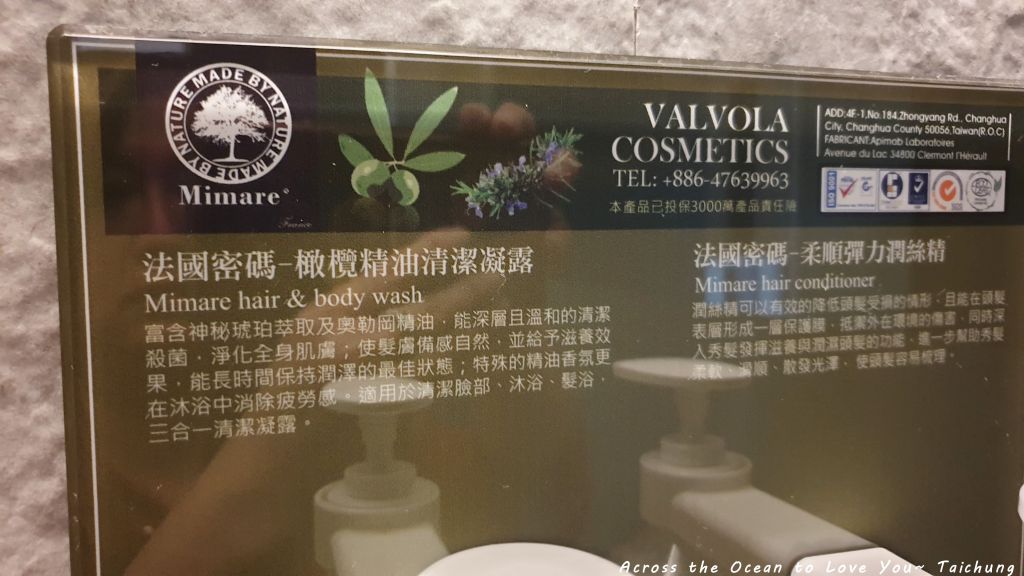 MADE BY NATURE MADE BY NATURE
Mimare
France
VALVOLA
COSMETICS
TEL: +886-47639963
本產品已投保3000萬產品責任險
ADD:4F-1,No.184,Zhongyang Rd., Changhua
City, Changhua County 50056,Taiwan(R.O.C)
FABRICANT:Apimab Laboratoires
Avenue du Lac 34800 Clermont l'Hérault
ISO 9001
法國密碼-橄欖精油清潔凝露
Mimare hair & body wash
富含神秘琥珀萃取及奧勒岡精油，能深層且溫和的清潔
殺菌，淨化全身肌膚；使髮膚備感自然，並給予滋養效
果，能長時間保持潤澤的最佳狀態；特殊的精油香氛更
在沐浴中消除疲勞感。適用於清潔臉部、沐浴、髮浴、
三合一清潔凝露。
法國密碼-柔順彈力潤絲精
Mimare hair conditioner
潤絲精可以有效的降低頭髮受損的情形，且能在頭髮
表層形成一層保護膜，抵禦外在環境的傷害，同時深
入秀髮發揮滋養與潤濕頭髮的功能，進一步幫助秀髮
柔軟、滑順、散發光澤，使頭髮容易梳理。
Across the Ocean to Love You~ Taichung